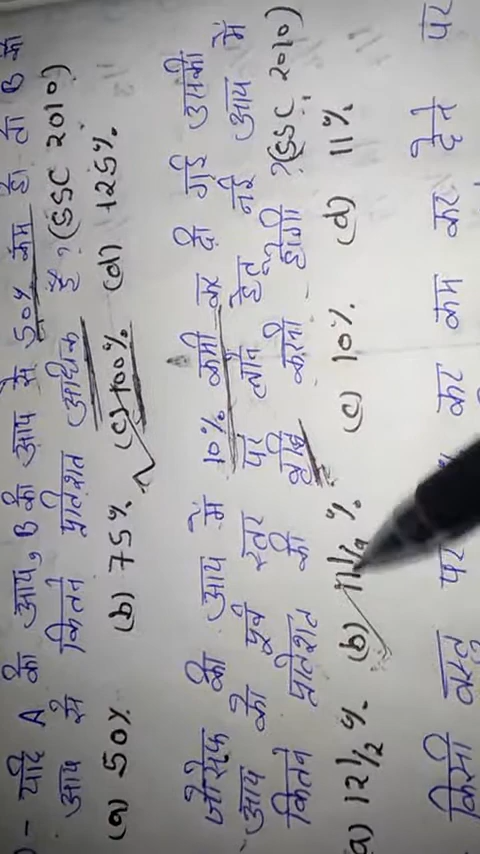 ) - यदि A की आय, B की आय से 50% कम है। तो B की
आय से कितने प्रतिशत अधिक है ? (SSC 2010)
(a) 50% (b) 75% (c) 100% (d) 125%
जोसेफ की आय में 10% कमी कर दी गई उसकी
आय को पूर्व स्तर पर लाने हेतु नई आय में
कितने प्रतिशत की वृद्धि करनी होगी ? (SSC 2010)
(a) 12 1/2 % (b) 11 1/9 % (c) 10% (d) 11%
किसी वस्तु पर कर कम कर देने पर